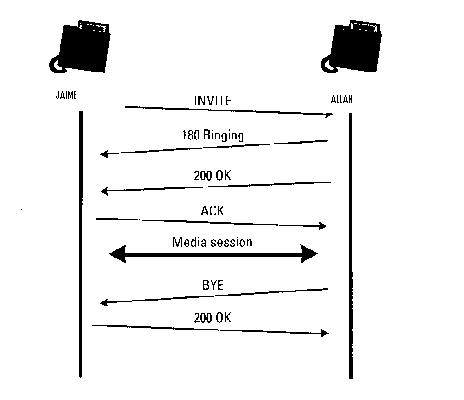 JAIME
ALLAN
INVITE
180 Ringing
200 OK
ACK
Media session
BYE
200 OK